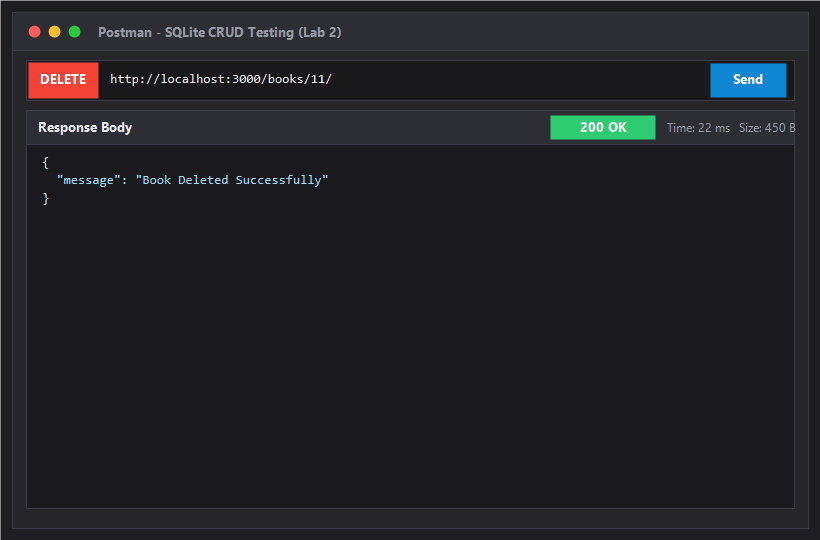 Postman - SQLite CRUD Testing (Lab 2)
DELETE http://localhost:3000/books/11/ Send
Response Body 200 OK Time: 22 ms Size: 450 B
{
"message": "Book Deleted Successfully"
}